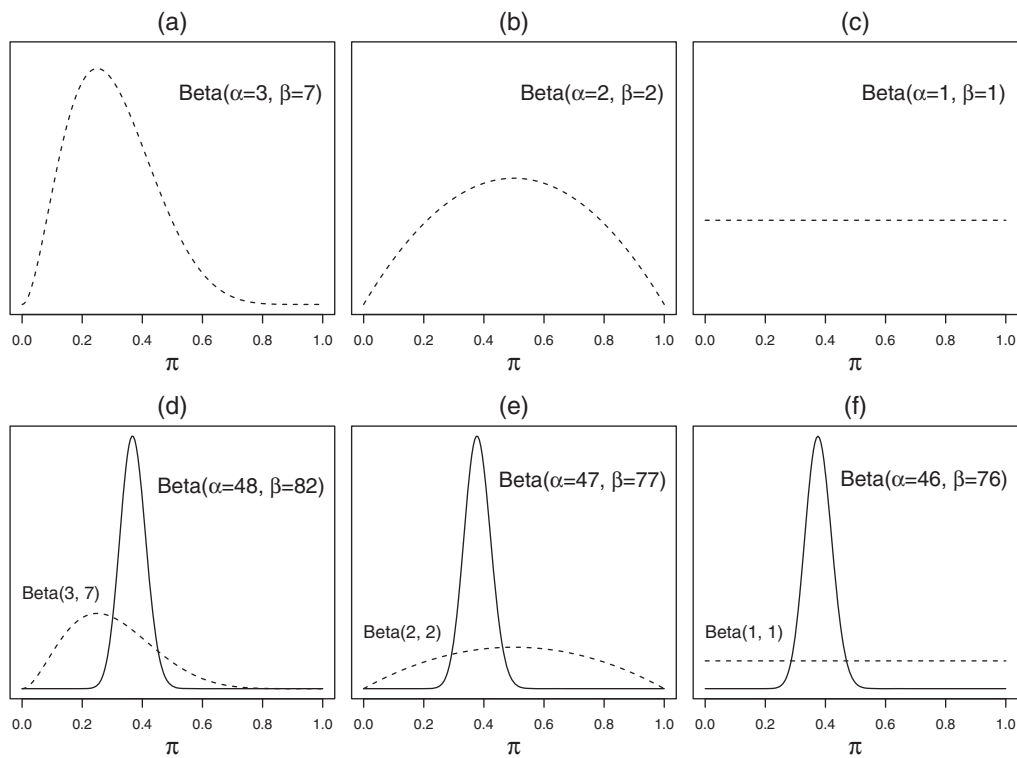 (a)
Beta(α=3, β=7)
0.0 0.2 0.4 0.6 0.8 1.0
π
(b)
Beta(α=2, β=2)
0.0 0.2 0.4 0.6 0.8 1.0
π
(c)
Beta(α=1, β=1)
0.0 0.2 0.4 0.6 0.8 1.0
π
(d)
Beta(α=48, β=82)
Beta(3, 7)
0.0 0.2 0.4 0.6 0.8 1.0
π
(e)
Beta(α=47, β=77)
Beta(2, 2)
0.0 0.2 0.4 0.6 0.8 1.0
π
(f)
Beta(α=46, β=76)
Beta(1, 1)
0.0 0.2 0.4 0.6 0.8 1.0
π